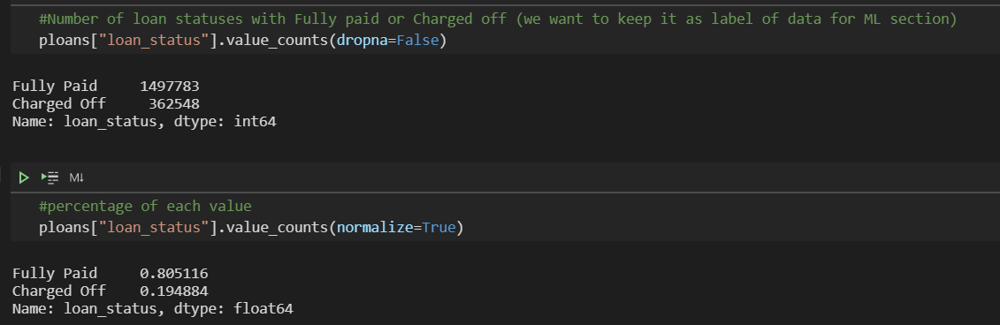 #Number of loan statuses with Fully paid or Charged off (we want to keep it as label of data for ML section)
ploans["loan_status"].value_counts(dropna=False)
Fully Paid     1497783
Charged Off     362548
Name: loan_status, dtype: int64
M↓
#percentage of each value
ploans["loan_status"].value_counts(normalize=True)
Fully Paid     0.805116
Charged Off    0.194884
Name: loan_status, dtype: float64